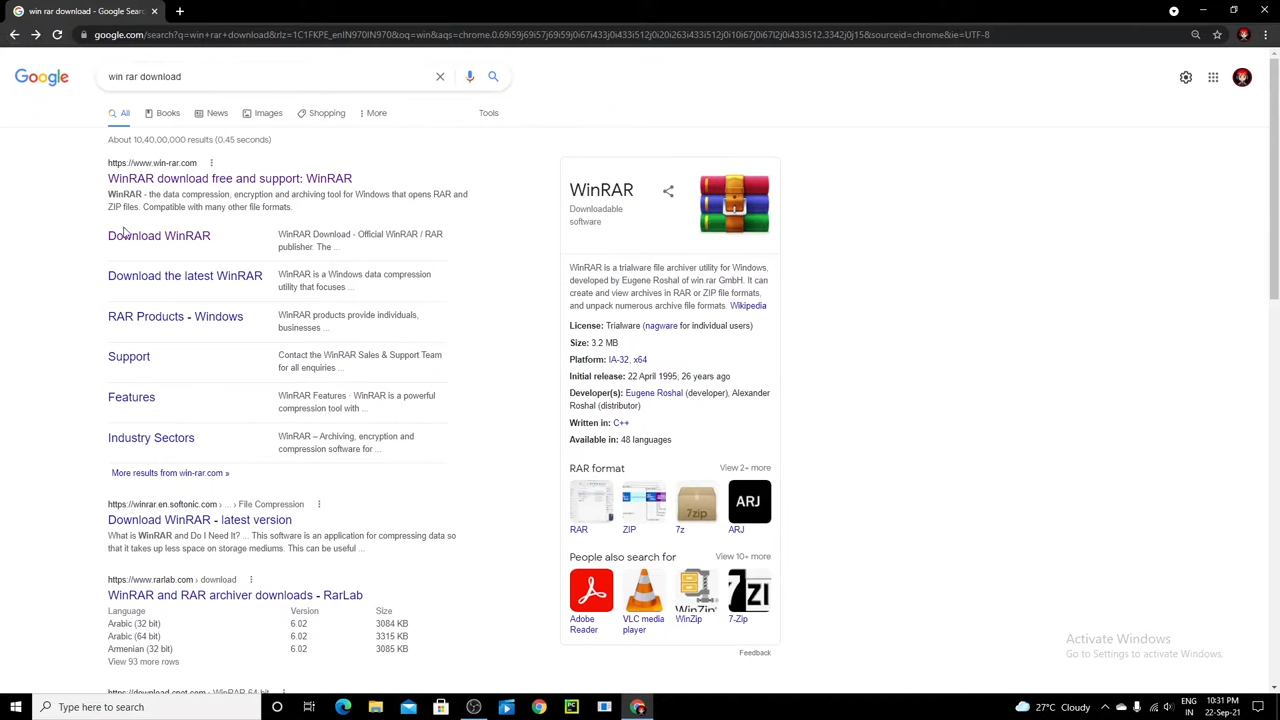 win rar download
google.com/search?q=win+rar+download&rlz=1C1FKPE_enIN970IN970&oq=win&aqs=chrome.0.69i59j69i57j69i59j0i67i433j0i433i512j0i10i20i263i433i512j0i10i67j0i67l2j0i433i512.3342j0j15&sourceid=chrome&ie=UTF-8
Google
win rar download
All
Books
News
Images
Shopping
More
Tools
About 10,40,00,000 results (0.45 seconds)
https://www.win-rar.com
WinRAR download free and support: WinRAR
WinRAR - the data compression, encryption and archiving tool for Windows that opens RAR and
ZIP files. Compatible with many other file formats.
Download WinRAR
WinRAR Download - Official WinRAR / RAR
publisher. The ...
Download the latest WinRAR
WinRAR is a Windows data compression
utility that focuses ...
RAR Products - Windows
WinRAR products provide individuals,
businesses ...
Support
Contact the WinRAR Sales & Support Team
for all enquiries ...
Features
WinRAR Features · WinRAR is a powerful
compression tool with ...
Industry Sectors
WinRAR – Archiving, encryption and
compression software for ...
More results from win-rar.com »
https://winrar.en.softonic.com › ... › File Compression
Download WinRAR - latest version
What is WinRAR and Do I Need It? ... This software is an application for compressing data so
that it takes up less space on storage mediums. This can be useful ...
https://www.rarlab.com › download
WinRAR and RAR archiver downloads - RarLab
Language Version Size
Arabic (32 bit) 6.02 3084 KB
Arabic (64 bit) 6.02 3315 KB
Armenian (32 bit) 6.02 3085 KB
View 93 more rows
https://download.cnet.com › WinRAR-64-bit
WinRAR
Downloadable
software
WinRAR is a trialware file archiver utility for Windows,
developed by Eugene Roshal of win.rar GmbH. It can
create and view archives in RAR or ZIP file formats,
and unpack numerous archive file formats. Wikipedia
License: Trialware (nagware for individual users)
Size: 3.2 MB
Platform: IA-32, x64
Initial release: 22 April 1995; 26 years ago
Developer(s): Eugene Roshal (developer), Alexander
Roshal (distributor)
Written in: C++
Available in: 48 languages
RAR format
View 2+ more
7zip
ARJ
RAR
ZIP
7z
ARJ
People also search for
View 10+ more
WinZip
7ZI
Adobe
Reader
VLC media
player
WinZip
7-Zip
Feedback
Activate Windows
Go to Settings to activate Windows.
Type here to search
PC
27°C Cloudy
ENG
IN
10:31 PM
22-Sep-21